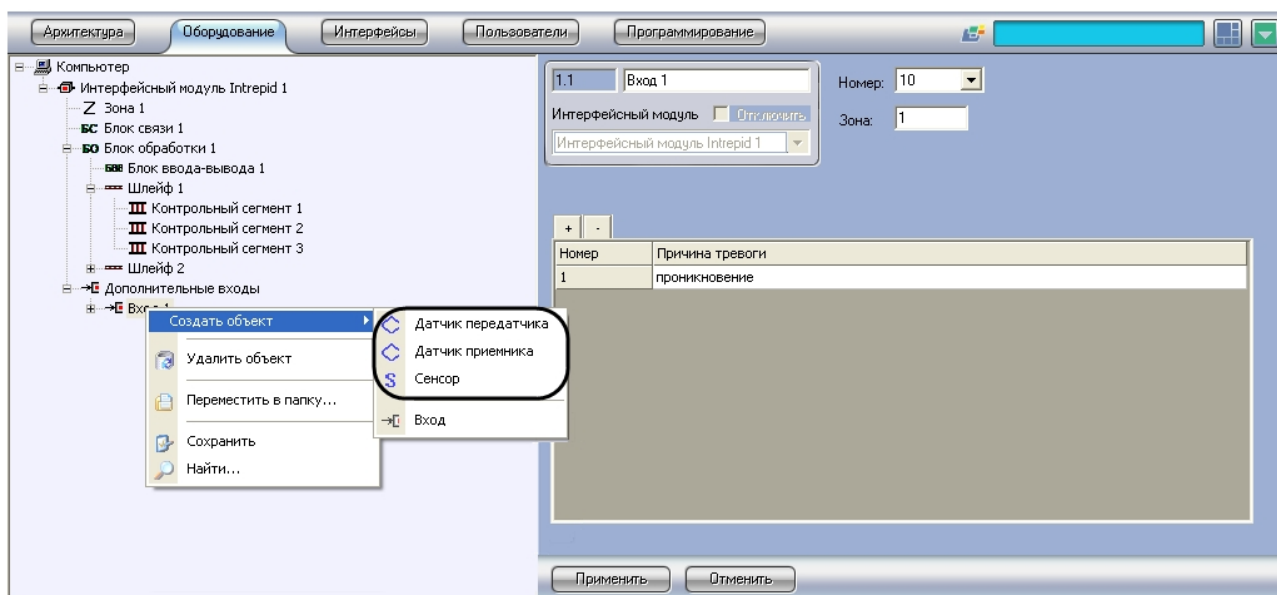 Архитектура
Оборудование
Интерфейсы
Пользователи
Программирование
Компьютер
Интерфейсный модуль Intrepid 1
Зона 1
БС Блок связи 1
БО Блок обработки 1
БВВ Блок ввода-вывода 1
Шлейф 1
Контрольный сегмент 1
Контрольный сегмент 2
Контрольный сегмент 3
Шлейф 2
Дополнительные входы
Вход 1
Создать объект
Удалить объект
Переместить в папку...
Сохранить
Найти...
Датчик передатчика
Датчик приемника
S Сенсор
Вход
1.1
Вход 1
Интерфейсный модуль
Отключить
Интерфейсный модуль Intrepid 1
Номер: 10
Зона: 1
+ -
Номер Причина тревоги
1 проникновение
Применить
Отменить